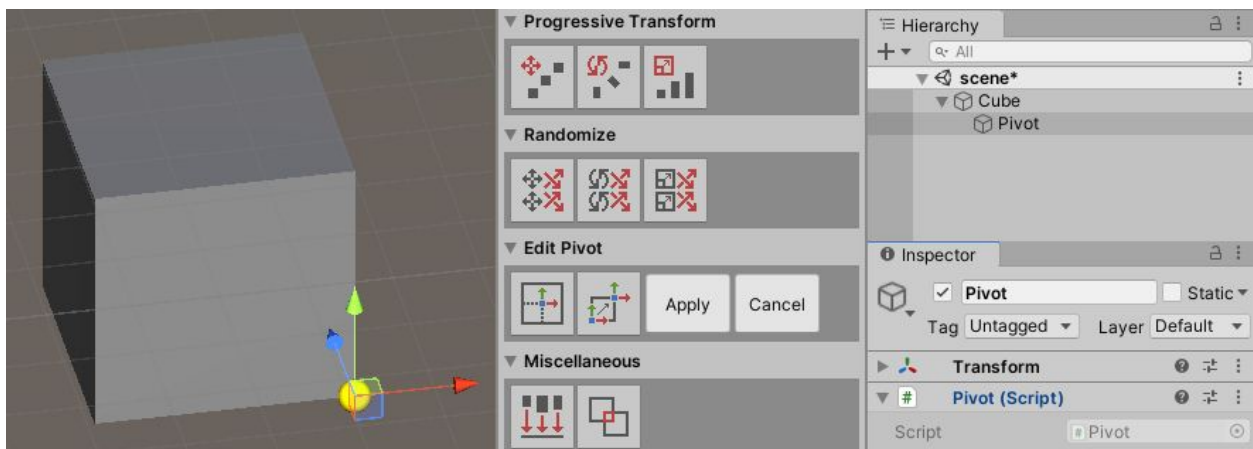 Progressive Transform
Randomize
Edit Pivot
Apply
Cancel
Miscellaneous
Hierarchy
All
scene*
Cube
Pivot
Inspector
Pivot
Static
Tag Untagged
Layer Default
Transform
Pivot (Script)
Script
Pivot